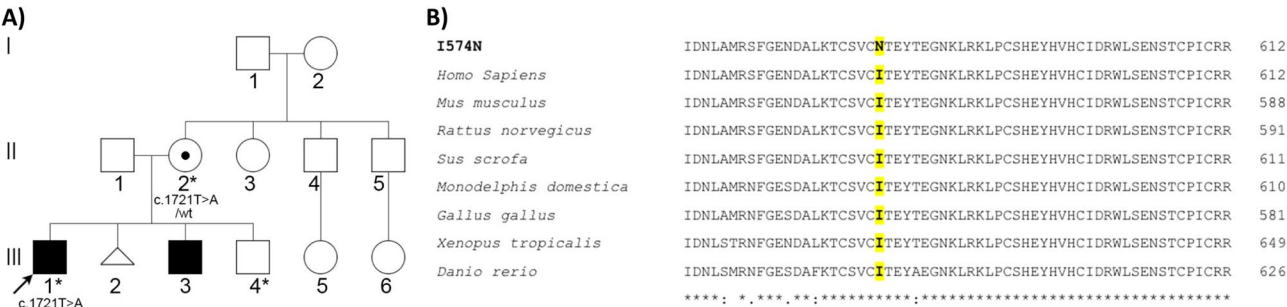 A)
I
1 2
II
1 2* 3 4 5
c.1721T>A
/wt
III
1* 2 3 4* 5 6
c.1721T>A
B)
I574N IDNLAMRSFGENDALKTCSVCNTEYTEGNKLRKLPCSHEYHVHCIDRWLSENSTCPICRR 612
Homo Sapiens IDNLAMRSFGENDALKTCSVCITEYTEGNKLRKLPCSHEYHVHCIDRWLSENSTCPICRR 612
Mus musculus IDNLAMRSFGENDALKTCSVCITEYTEGNKLRKLPCSHEYHVHCIDRWLSENSTCPICRR 588
Rattus norvegicus IDNLAMRSFGENDALKTCSVCITEYTEGNKLRKLPCSHEYHVHCIDRWLSENSTCPICRR 591
Sus scrofa IDNLAMRSFGENDALKTCSVCITEYTEGNKLRKLPCSHEYHVHCIDRWLSENSTCPICRR 611
Monodelphis domestica IDNLAMRNFGENDALKTCSVCITEYTEGNKLRKLPCSHEYHVHCIDRWLSENSTCPICRR 610
Gallus gallus IDNLAMRNFGESDALKTCSVCITEYTEGNKLRKLPCSHEYHVHCIDRWLSENSTCPICRR 581
Xenopus tropicalis IDNLSTRNFGENDALKTCSVCITEYTEGNKLRKLPCSHEYHVHCIDRWLSENSTCPICRR 649
Danio rerio IDNLSMRNFGESDAFKTCSVCITEYAEGNKLRKLPCSHEYHVHCIDRWLSENSTCPICRR 626
****: *.***.**:**********:**********************************